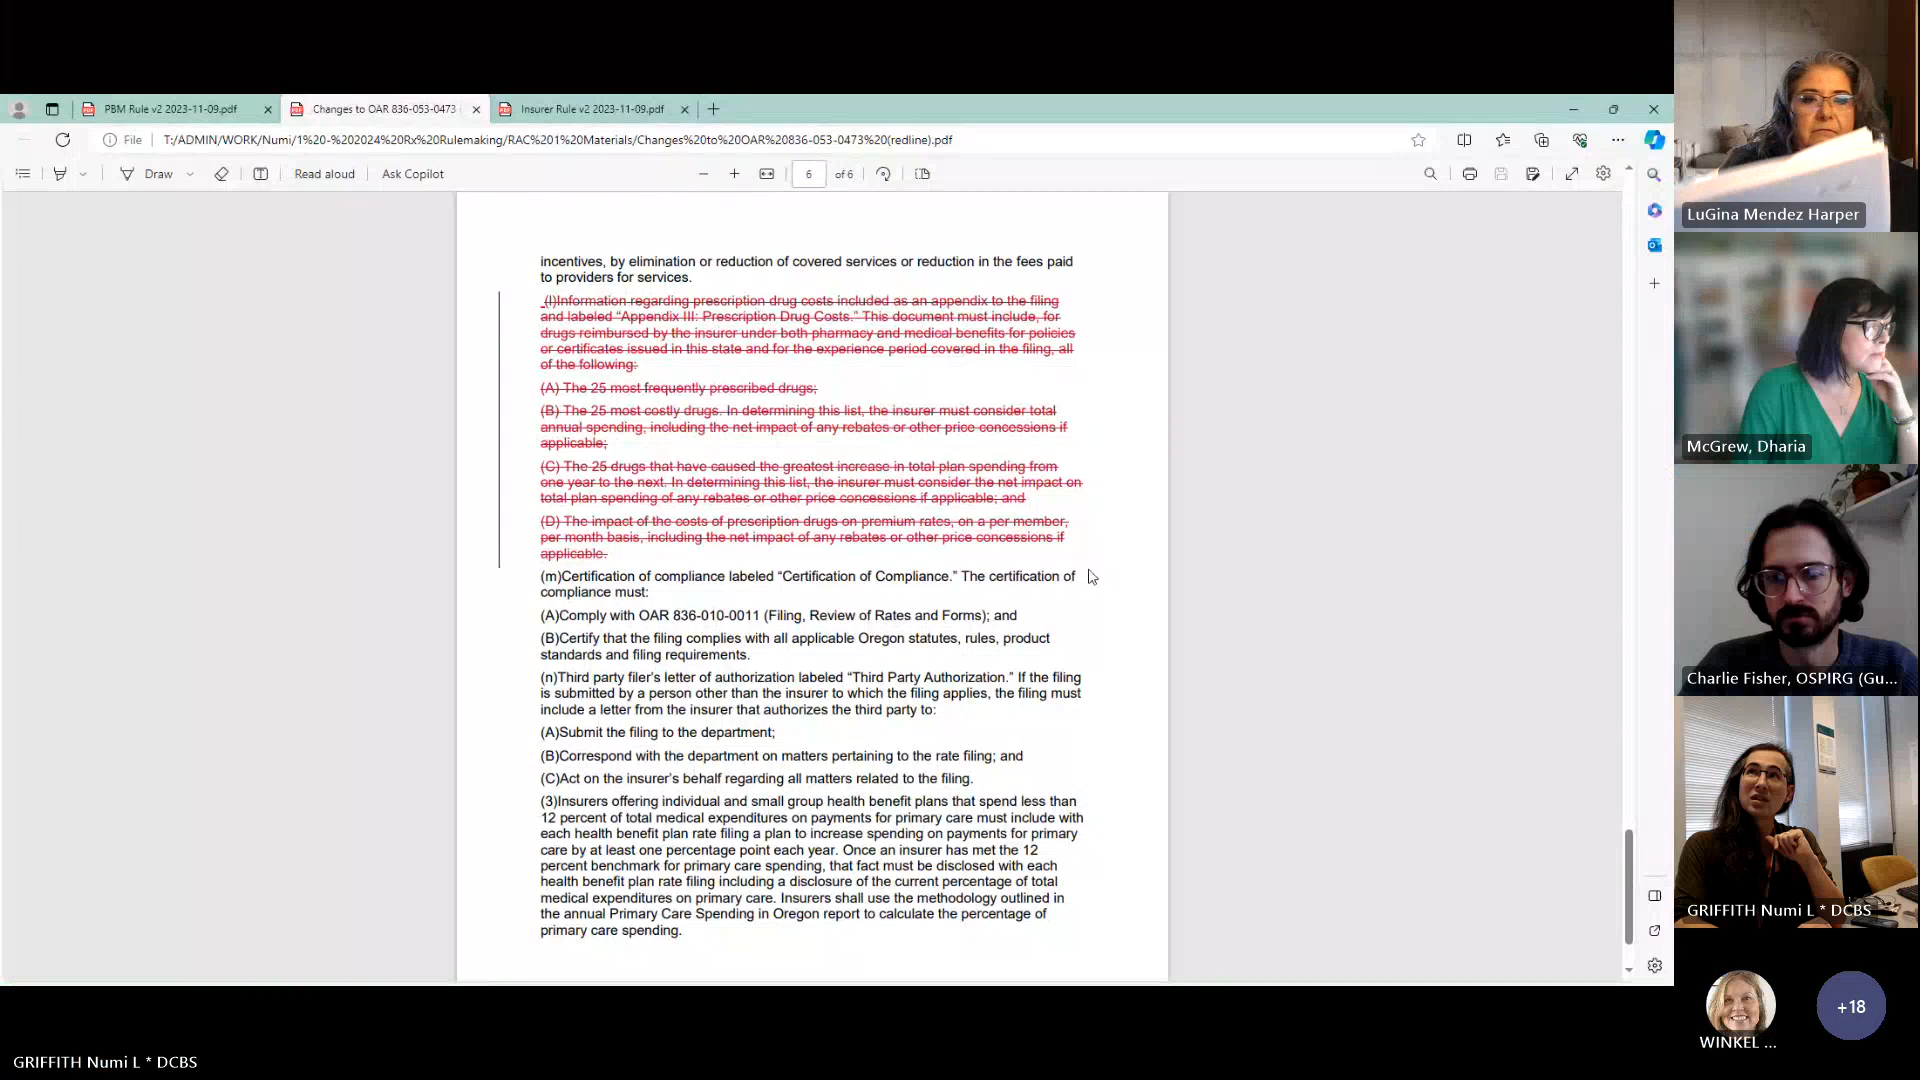 PBM Rule v2 2023-11-09.pdf
Changes to OAR 836-053-0473
Insurer Rule v2 2023-11-09.pdf
File
T:/ADMIN/WORK/Numi/1%20-%202024%20Rx%20Rulemaking/RAC%201%20Materials/Changes%20to%20OAR%20836-053-0473%20(redline).pdf
Draw
Read aloud
Ask Copilot
6
of 6
incentives, by elimination or reduction of covered services or reduction in the fees paid
to providers for services.
(l)Information regarding prescription drug costs included as an appendix to the filing
and labeled “Appendix III: Prescription Drug Costs.” This document must include, for
drugs reimbursed by the insurer under both pharmacy and medical benefits for policies
or certificates issued in this state and for the experience period covered in the filing, all
of the following:
(A) The 25 most frequently prescribed drugs;
(B) The 25 most costly drugs. In determining this list, the insurer must consider total
annual spending, including the net impact of any rebates or other price concessions if
applicable;
(C) The 25 drugs that have caused the greatest increase in total plan spending from
one year to the next. In determining this list, the insurer must consider the net impact on
total plan spending of any rebates or other price concessions if applicable; and
(D) The impact of the costs of prescription drugs on premium rates, on a per member,
per month basis, including the net impact of any rebates or other price concessions if
applicable.
(m)Certification of compliance labeled “Certification of Compliance.” The certification of
compliance must:
(A)Comply with OAR 836-010-0011 (Filing, Review of Rates and Forms); and
(B)Certify that the filing complies with all applicable Oregon statutes, rules, product
standards and filing requirements.
(n)Third party filer’s letter of authorization labeled “Third Party Authorization.” If the filing
is submitted by a person other than the insurer to which the filing applies, the filing must
include a letter from the insurer that authorizes the third party to:
(A)Submit the filing to the department;
(B)Correspond with the department on matters pertaining to the rate filing; and
(C)Act on the insurer’s behalf regarding all matters related to the filing.
(3)Insurers offering individual and small group health benefit plans that spend less than
12 percent of total medical expenditures on payments for primary care must include with
each health benefit plan rate filing a plan to increase spending on payments for primary
care by at least one percentage point each year. Once an insurer has met the 12
percent benchmark for primary care spending, that fact must be disclosed with each
health benefit plan rate filing including a disclosure of the current percentage of total
medical expenditures on primary care. Insurers shall use the methodology outlined in
the annual Primary Care Spending in Oregon report to calculate the percentage of
primary care spending.
LuGina Mendez Harper
McGrew, Dharia
Charlie Fisher, OSPIRG (Gu...
GRIFFITH Numi L * DCBS
WINKEL ...
+18
GRIFFITH Numi L * DCBS